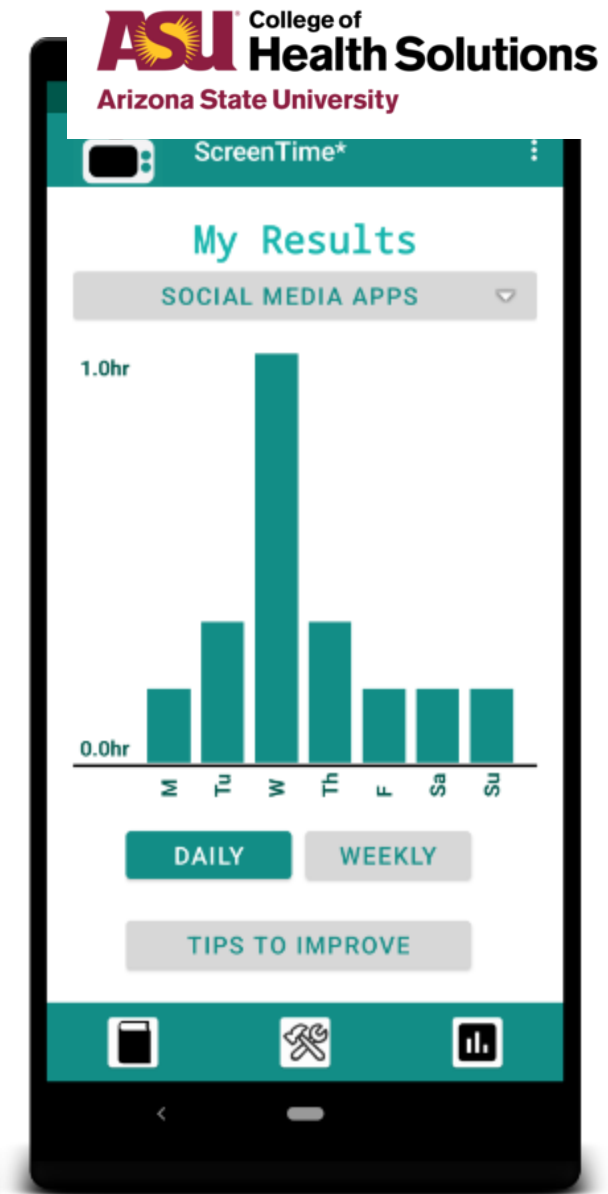 ASU College of
Health Solutions
Arizona State University
ScreenTime*
My Results
SOCIAL MEDIA APPS
1.0hr
0.0hr
M Tu W Th F Sa Su
DAILY WEEKLY
TIPS TO IMPROVE